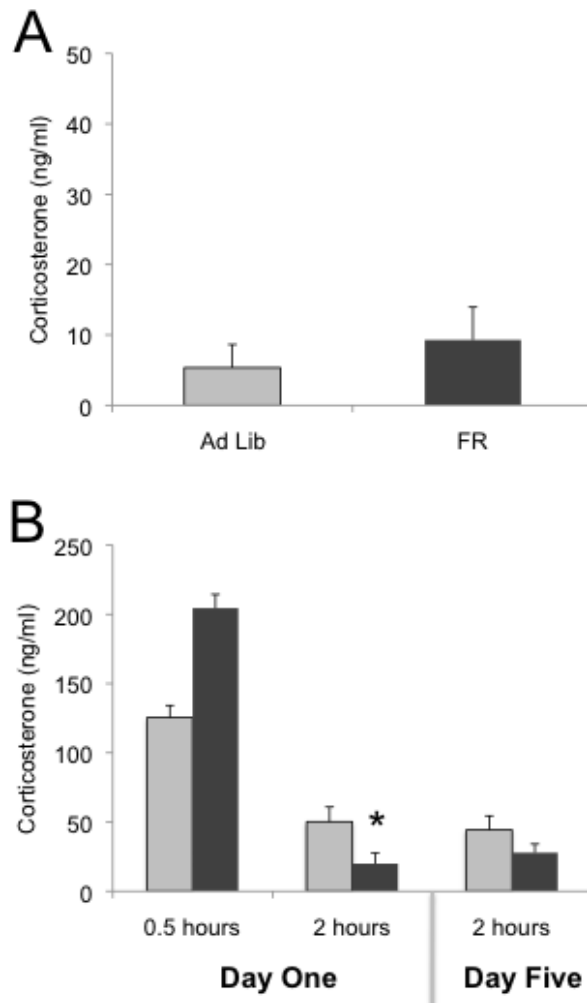 A
50
40
30
20
10
0
Corticosterone (ng/ml)
Ad Lib FR
B
250
200
150
100
50
0
Corticosterone (ng/ml)
*
0.5 hours 2 hours 2 hours
Day One Day Five